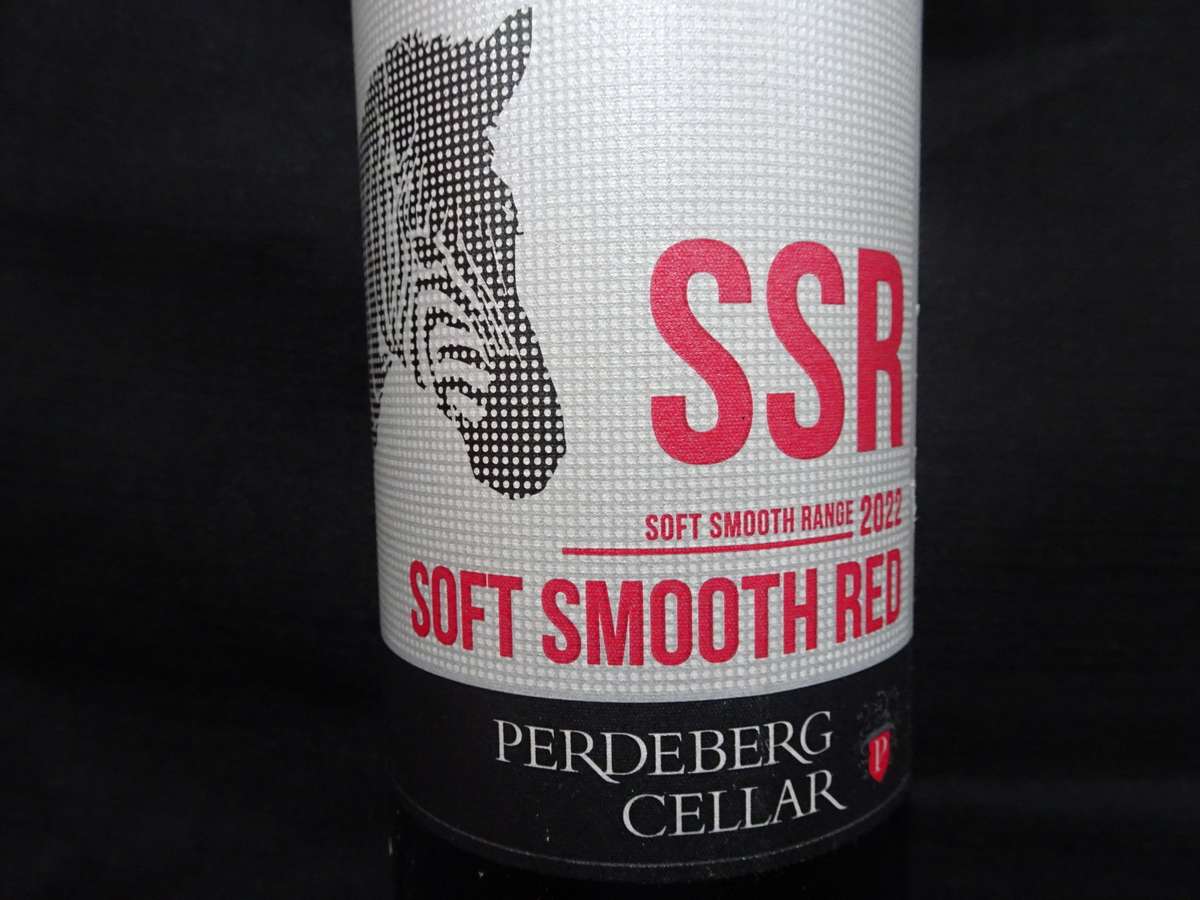 SSR
SOFT SMOOTH RANGE 2022
SOFT SMOOTH RED
PERDEBERG
CELLAR
P